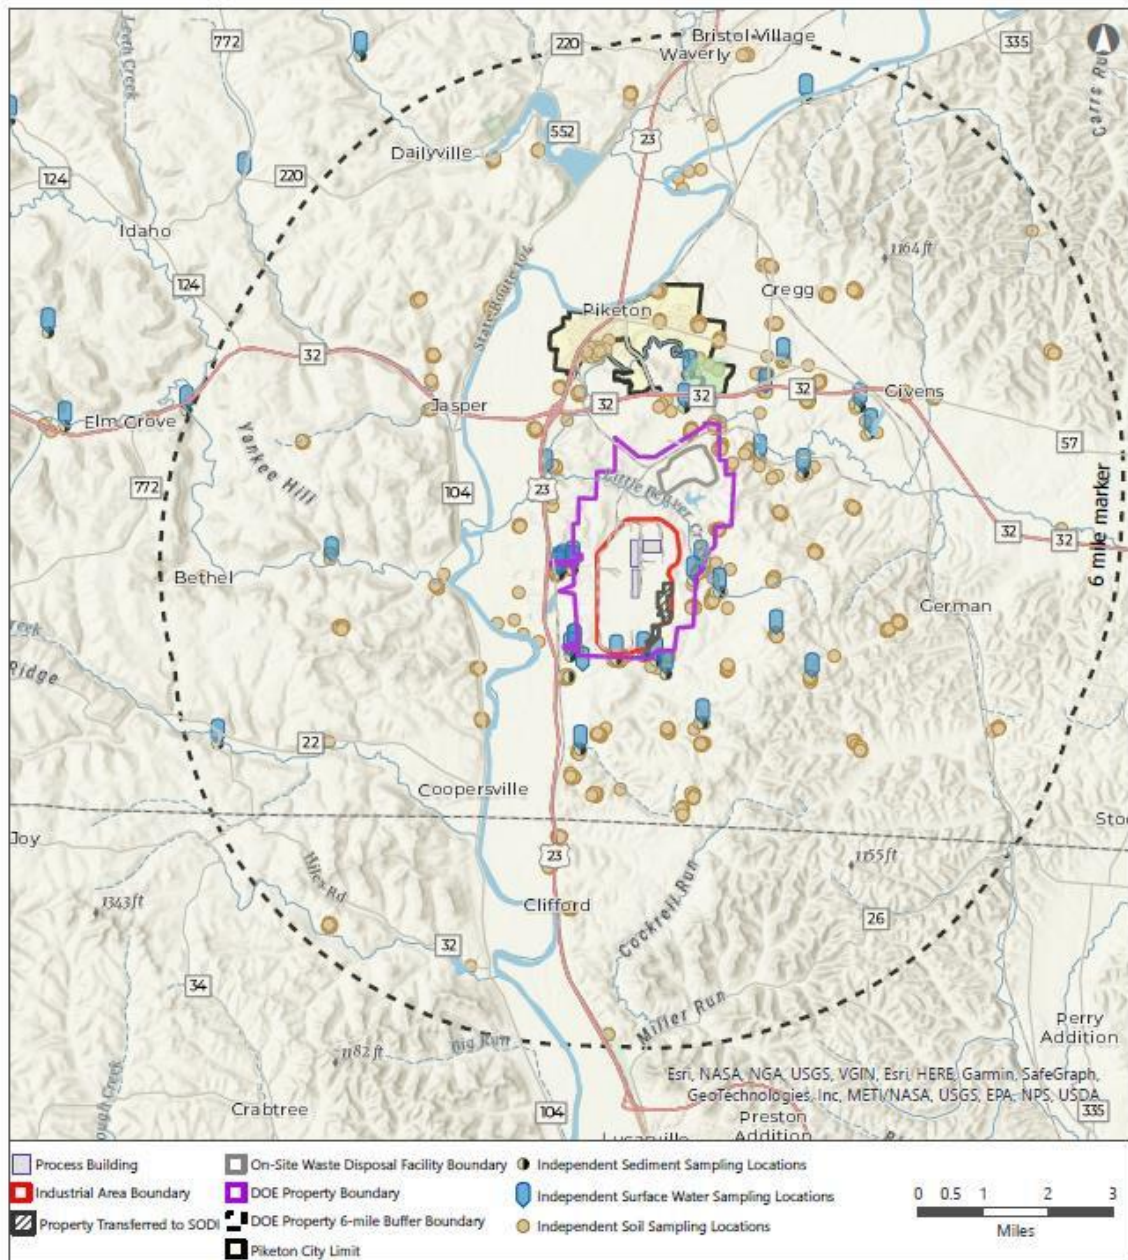 772
220
Bristol Village
335
Waverly
Carrs Run
552
23
Dailyville
124
220
Idaho
1164 ft
124
State Route 104
Gregg
Piketon
32
Jasper
32
32
32
Givens
Elm Grove
57
Yankee Hill
772
104
23
Little Beaver Cr
6 mile marker
32
32
Bethel
German
reek
Ridge
22
Coopersville
Joy
Sto
23
1155 ft
Hiles Rd
1343 ft
Clifford
Cockrell Run
26
32
34
Miller Run
Perry
Addition
1182 ft
Big Run
Esri, NASA, NGA, USGS, VGIN, Esri, HERE, Garmin, SafeGraph,
GeoTechnologies, Inc, METI/NASA, USGS, EPA, NPS, USDA
Crabtree
104
Preston
Addition
335
Lucasville
Process Building
On-Site Waste Disposal Facility Boundary
Independent Sediment Sampling Locations
Industrial Area Boundary
DOE Property Boundary
Independent Surface Water Sampling Locations
Property Transferred to SODI
DOE Property 6-mile Buffer Boundary
Independent Soil Sampling Locations
Piketon City Limit
0 0.5 1 2 3
Miles